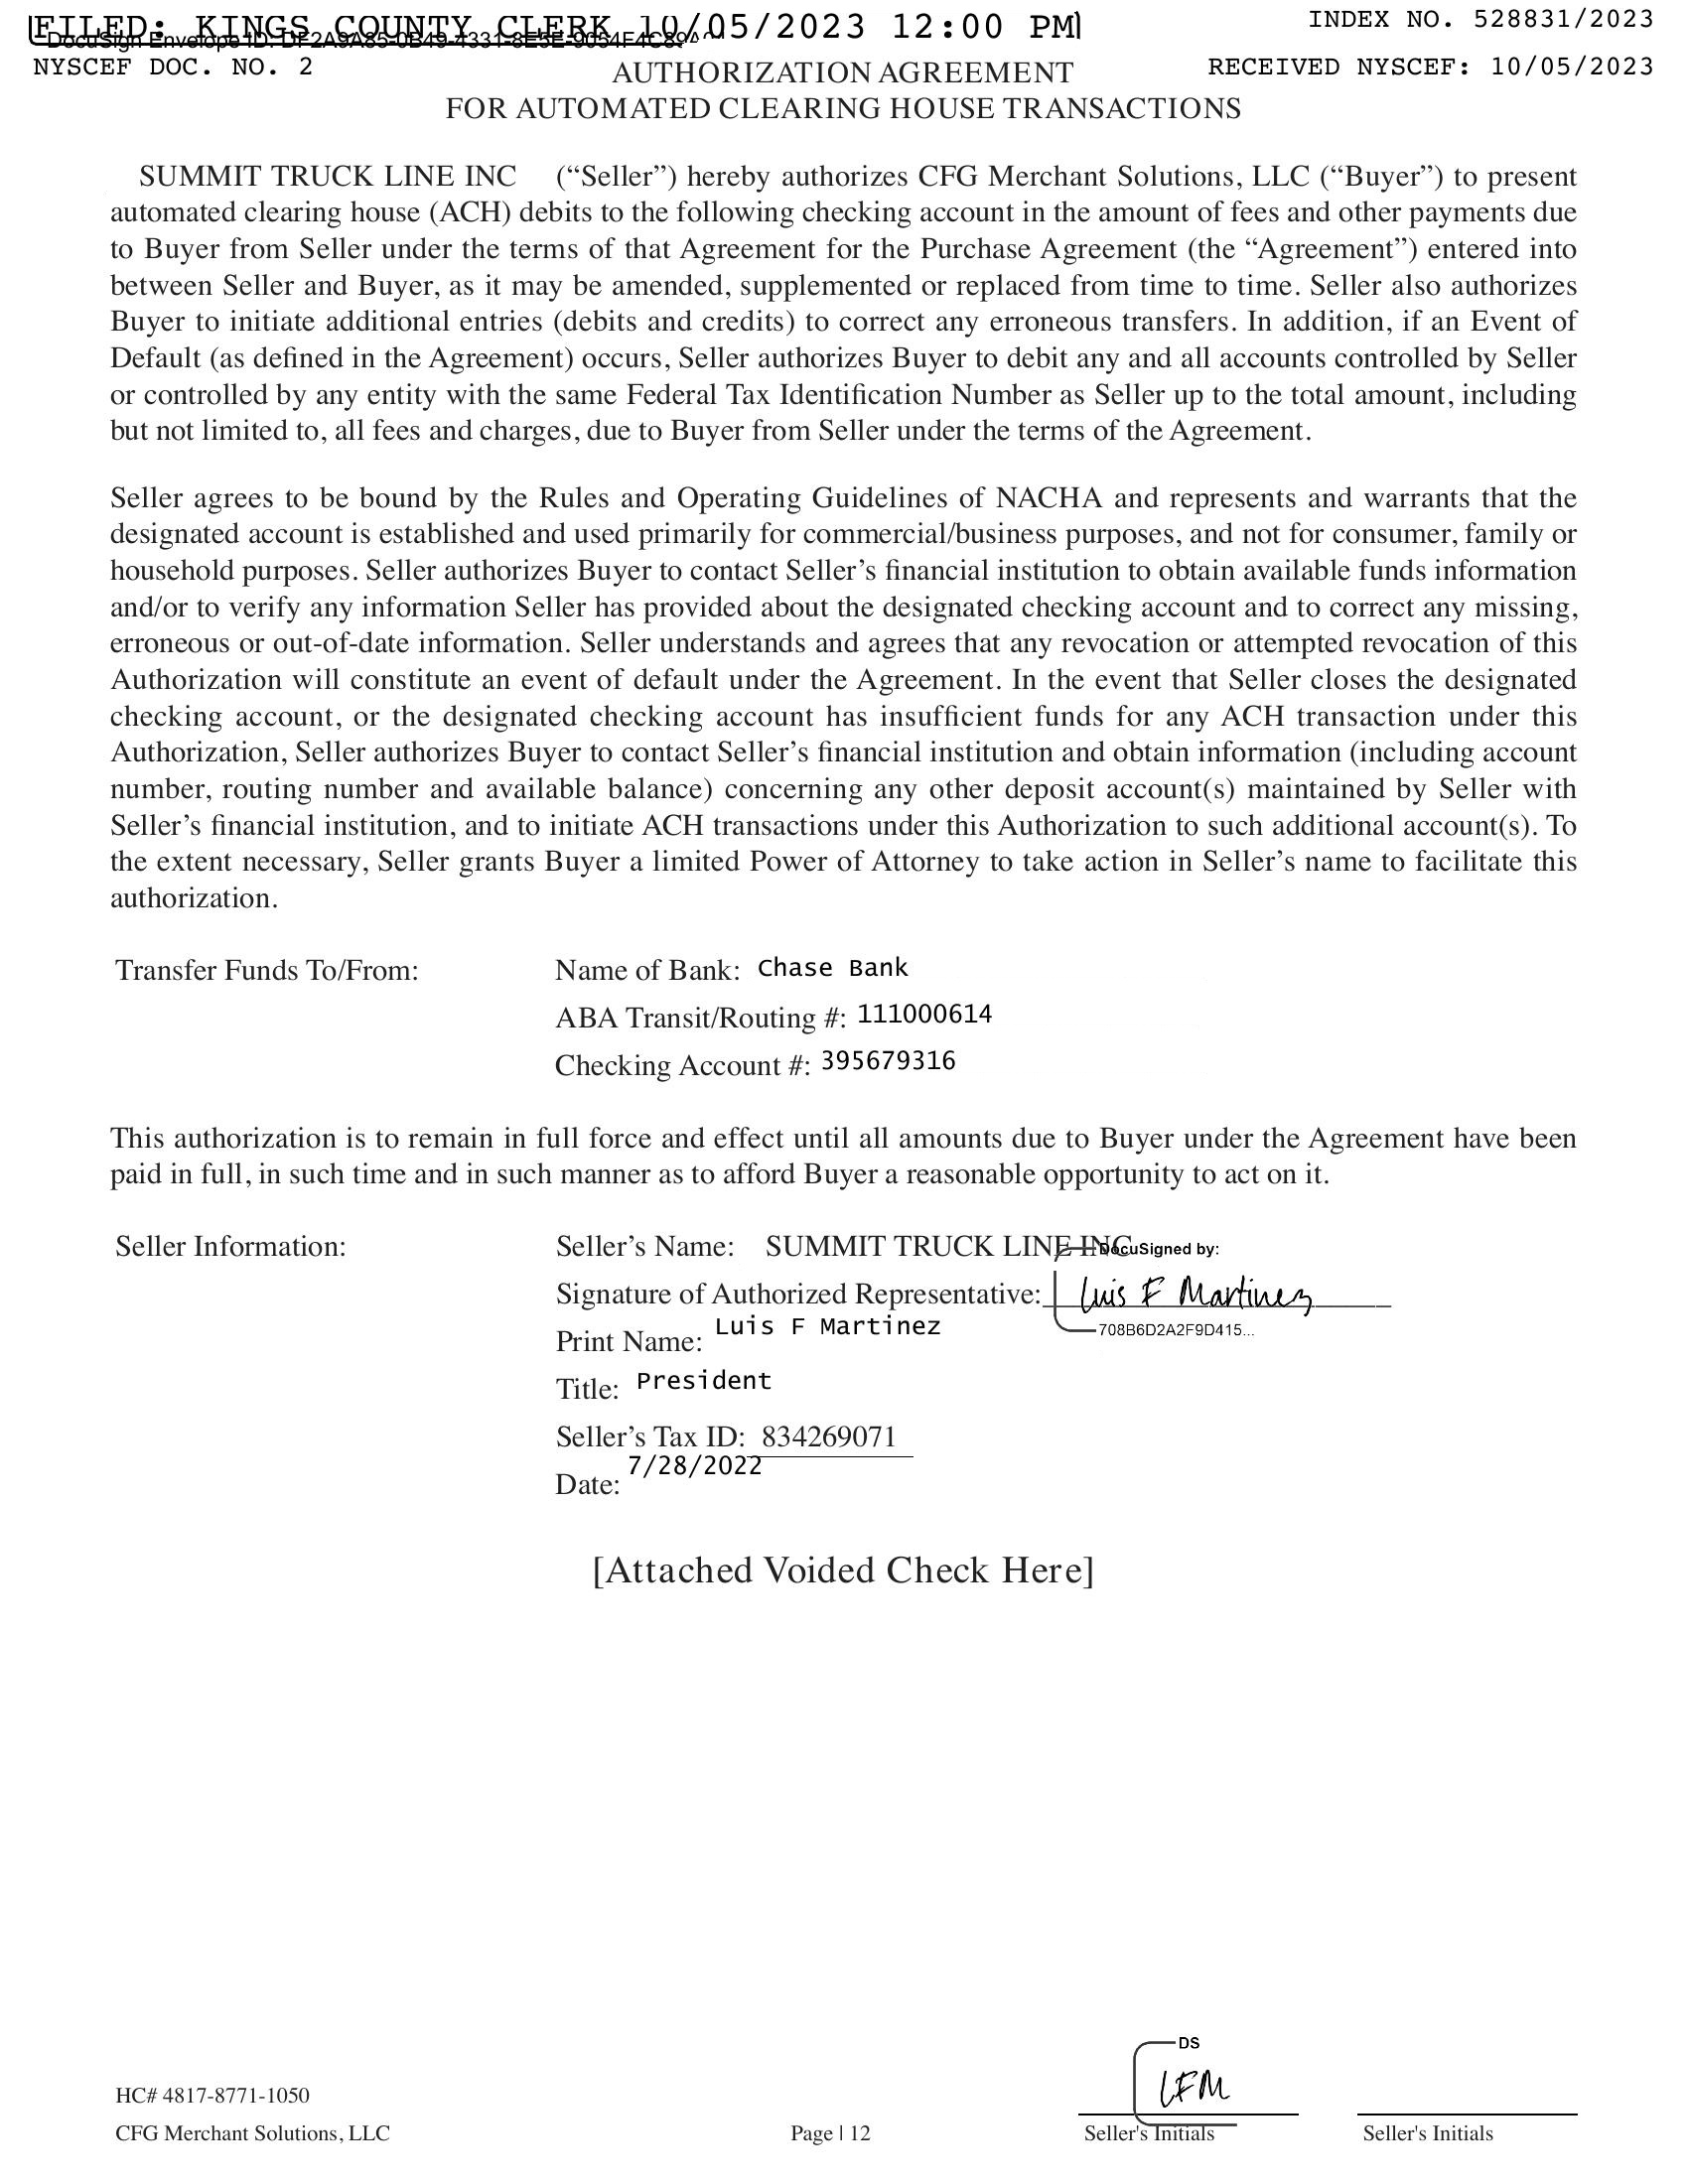 FILED: KINGS COUNTY CLERK 10/05/2023 12:00 PM
INDEX NO. 528831/2023
DocuSign Envelope ID:
NYSCEF DOC. NO. 2
RECEIVED NYSCEF: 10/05/2023
AUTHORIZATION AGREEMENT
FOR AUTOMATED CLEARING HOUSE TRANSACTIONS
SUMMIT TRUCK LINE INC (“Seller”) hereby authorizes CFG Merchant Solutions, LLC (“Buyer”) to present
automated clearing house (ACH) debits to the following checking account in the amount of fees and other payments due
to Buyer from Seller under the terms of that Agreement for the Purchase Agreement (the “Agreement”) entered into
between Seller and Buyer, as it may be amended, supplemented or replaced from time to time. Seller also authorizes
Buyer to initiate additional entries (debits and credits) to correct any erroneous transfers. In addition, if an Event of
Default (as defined in the Agreement) occurs, Seller authorizes Buyer to debit any and all accounts controlled by Seller
or controlled by any entity with the same Federal Tax Identification Number as Seller up to the total amount, including
but not limited to, all fees and charges, due to Buyer from Seller under the terms of the Agreement.
Seller agrees to be bound by the Rules and Operating Guidelines of NACHA and represents and warrants that the
designated account is established and used primarily for commercial/business purposes, and not for consumer, family or
household purposes. Seller authorizes Buyer to contact Seller’s financial institution to obtain available funds information
and/or to verify any information Seller has provided about the designated checking account and to correct any missing,
erroneous or out-of-date information. Seller understands and agrees that any revocation or attempted revocation of this
Authorization will constitute an event of default under the Agreement. In the event that Seller closes the designated
checking account, or the designated checking account has insufficient funds for any ACH transaction under this
Authorization, Seller authorizes Buyer to contact Seller’s financial institution and obtain information (including account
number, routing number and available balance) concerning any other deposit account(s) maintained by Seller with
Seller’s financial institution, and to initiate ACH transactions under this Authorization to such additional account(s). To
the extent necessary, Seller grants Buyer a limited Power of Attorney to take action in Seller’s name to facilitate this
authorization.
Transfer Funds To/From: Name of Bank: Chase Bank
ABA Transit/Routing #: 111000614
Checking Account #: 395679316
This authorization is to remain in full force and effect until all amounts due to Buyer under the Agreement have been
paid in full, in such time and in such manner as to afford Buyer a reasonable opportunity to act on it.
Seller Information: Seller’s Name: SUMMIT TRUCK LINE INC
DocuSigned by:
Signature of Authorized Representative: Luis F Martinez
708B6D2A2F9D415...
Print Name: Luis F Martinez
Title: President
Seller’s Tax ID: 834269071
Date: 7/28/2022
[Attached Voided Check Here]
DS
LFM
HC# 4817-8771-1050
CFG Merchant Solutions, LLC Page | 12 Seller's Initials Seller's Initials